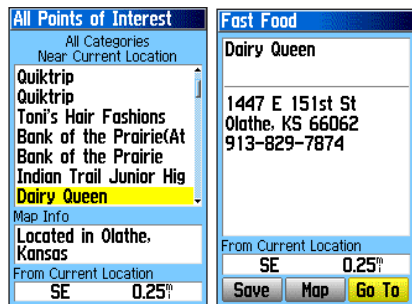 All Points of Interest
All Categories
Near Current Location
Quiktrip
Quiktrip
Toni's Hair Fashions
Bank of the Prairie(At
Bank of the Prairie
Indian Trail Junior Hig
Dairy Queen
Map Info
Located in Olathe,
Kansas
From Current Location
SE 0.25mi
Fast Food
Dairy Queen
1447 E 151st St
Olathe, KS 66062
913-829-7874
From Current Location
SE 0.25mi
Save Map Go To